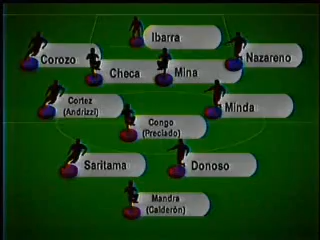 Ibarra
Corozo
Nazareno
Checa
Mina
Cortez
(Andrizzi)
Minda
Congo
(Preciado)
Saritama
Donoso
Mandra
(Calderón)